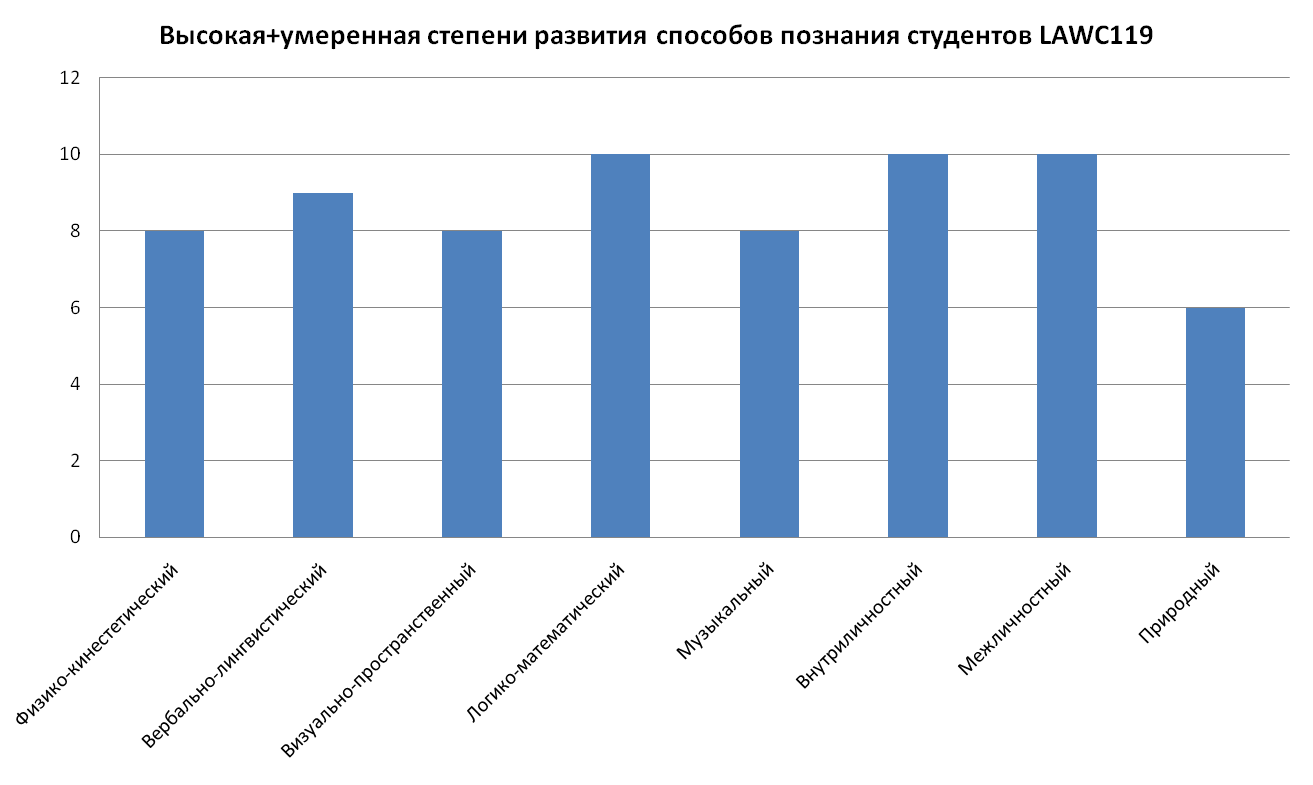 Высокая+умеренная степени развития способов познания студентов LAWC119
12
10
8
6
4
2
0
Физико-кинестетический
Вербально-лингвистический
Визуально-пространственный
Логико-математический
Музыкальный
Внутриличностный
Межличностный
Природный